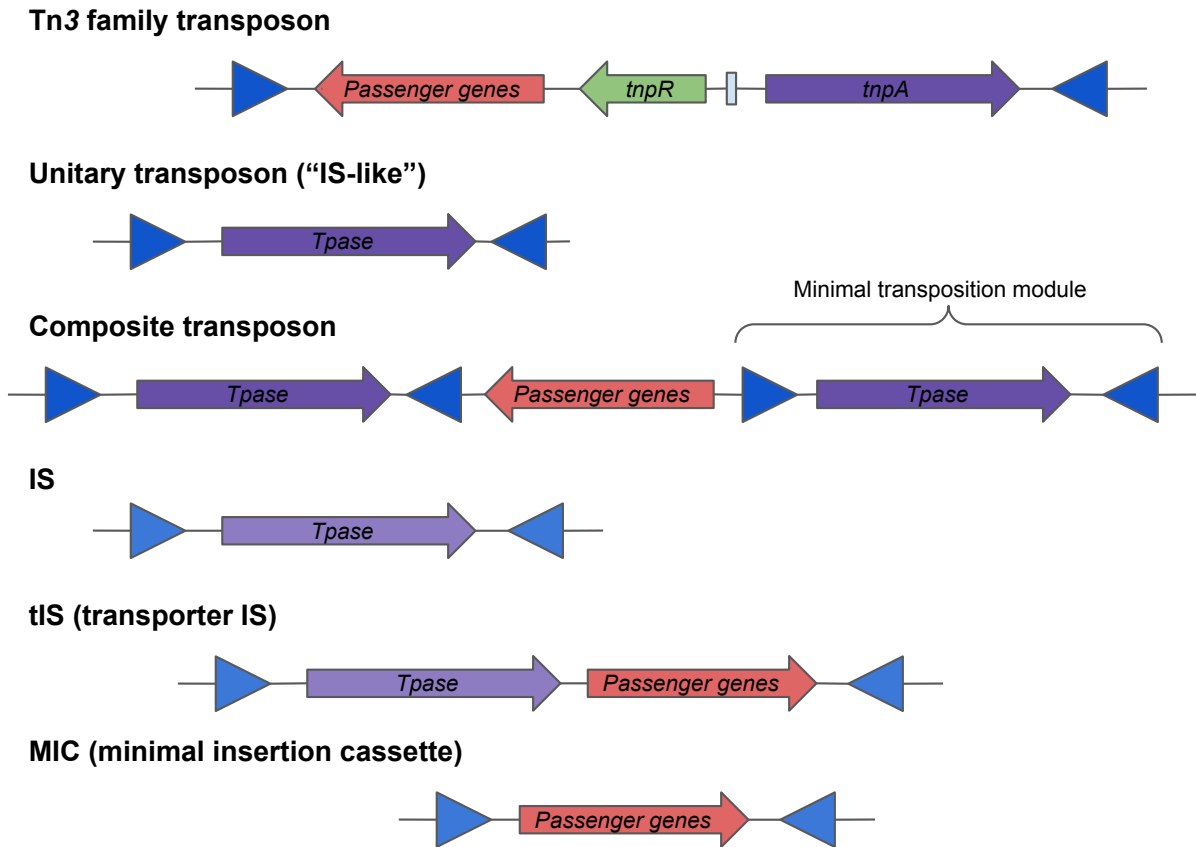 Tn3 family transposon
Passenger genes tnpR tnpA
Unitary transposon (“IS-like”)
Tpase
Minimal transposition module
Composite transposon
Tpase Passenger genes Tpase
IS
Tpase
tIS (transporter IS)
Tpase Passenger genes
MIC (minimal insertion cassette)
Passenger genes